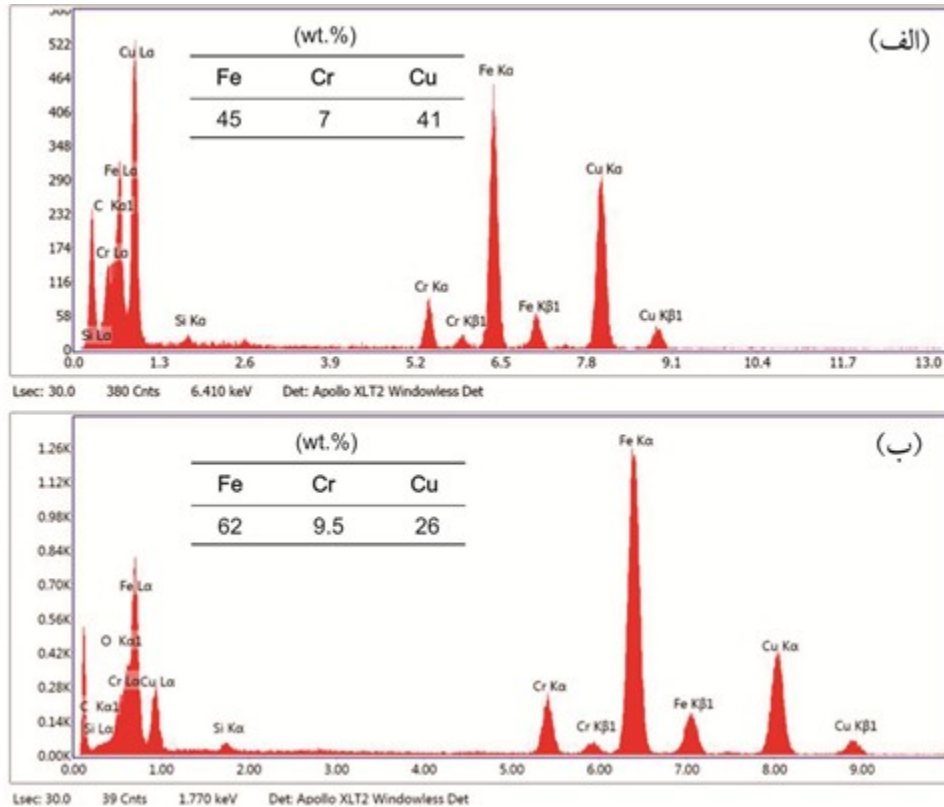 (الف)
500
522
464
406
348
290
232
174
116
58
0
(wt.%)
Fe Cr Cu
45 7 41
Cu Lα
Fe Lα
C Kα1
Cr Lα
Si Lα
Si Kα
Cr Kα
Cr Kβ1
Fe Kα
Fe Kβ1
Cu Kα
Cu Kβ1
0.0 1.3 2.6 3.9 5.2 6.5 7.8 9.1 10.4 11.7 13.0
Lsec: 30.0 380 Cnts 6.410 keV Det: Apollo XLT2 Windowless Det
(ب)
1.26K
1.12K
0.98K
0.84K
0.70K
0.56K
0.42K
0.28K
0.14K
0.00K
(wt.%)
Fe Cr Cu
62 9.5 26
Fe Lα
O Kα1
Cr Lα Cu Lα
C Kα1
Si Lα
Si Kα
Cr Kα
Cr Kβ1
Fe Kα
Fe Kβ1
Cu Kα
Cu Kβ1
0.00 1.00 2.00 3.00 4.00 5.00 6.00 7.00 8.00 9.00
Lsec: 30.0 39 Cnts 1.770 keV Det: Apollo XLT2 Windowless Det